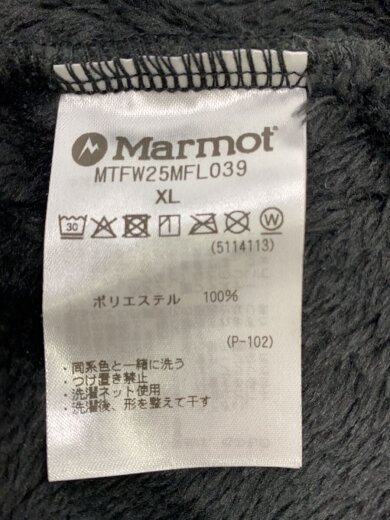 Marmot
MTFW25MFL039
XL
30
W
(5114113)
ポリエステル 100%
(P-102)
・同系色と一緒に洗う
・つけ置き禁止
・洗濯ネット使用
・洗濯後、形を整えて干す